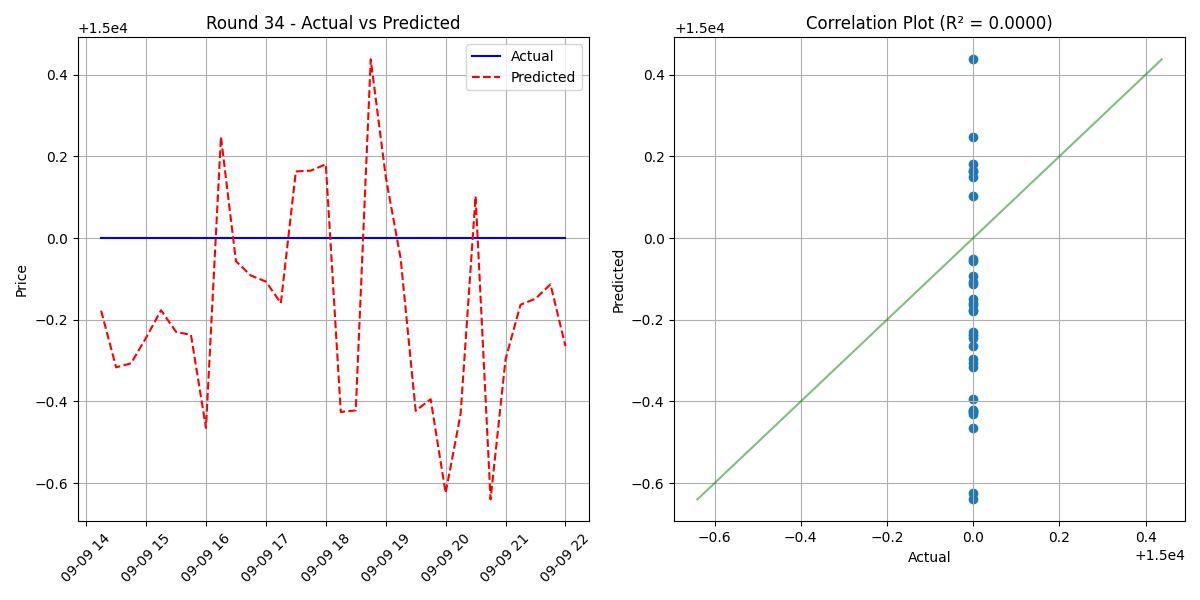 Round 34 - Actual vs Predicted
+1.5e4
Actual
Predicted
0.4
0.2
0.0
−0.2
−0.4
−0.6
Price
09-09 14
09-09 15
09-09 16
09-09 17
09-09 18
09-09 19
09-09 20
09-09 21
09-09 22
Correlation Plot (R² = 0.0000)
+1.5e4
0.4
0.2
0.0
−0.2
−0.4
−0.6
Predicted
−0.6
−0.4
−0.2
0.0
0.2
0.4
Actual
+1.5e4